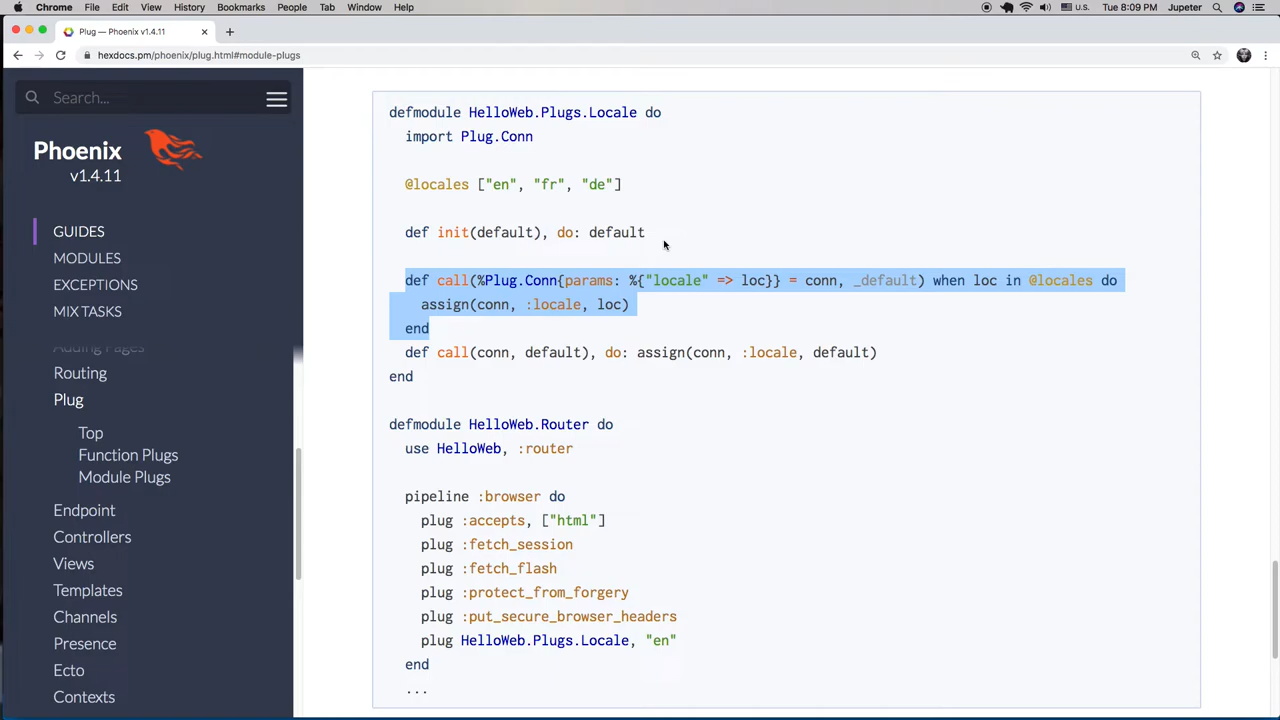 Chrome File Edit View History Bookmarks People Tab Window Help U.S. Tue 8:09 PM Jupeter
Plug — Phoenix v1.4.11
hexdocs.pm/phoenix/plug.html#module-plugs
Search...
Phoenix
v1.4.11
GUIDES
MODULES
EXCEPTIONS
MIX TASKS
Adding Pages
Routing
Plug
Top
Function Plugs
Module Plugs
Endpoint
Controllers
Views
Templates
Channels
Presence
Ecto
Contexts
defmodule HelloWeb.Plugs.Locale do
import Plug.Conn
@locales ["en", "fr", "de"]
def init(default), do: default
def call(%Plug.Conn{params: %{"locale" => loc}} = conn, _default) when loc in @locales do
assign(conn, :locale, loc)
end
def call(conn, default), do: assign(conn, :locale, default)
end
defmodule HelloWeb.Router do
use HelloWeb, :router
pipeline :browser do
plug :accepts, ["html"]
plug :fetch_session
plug :fetch_flash
plug :protect_from_forgery
plug :put_secure_browser_headers
plug HelloWeb.Plugs.Locale, "en"
end
...